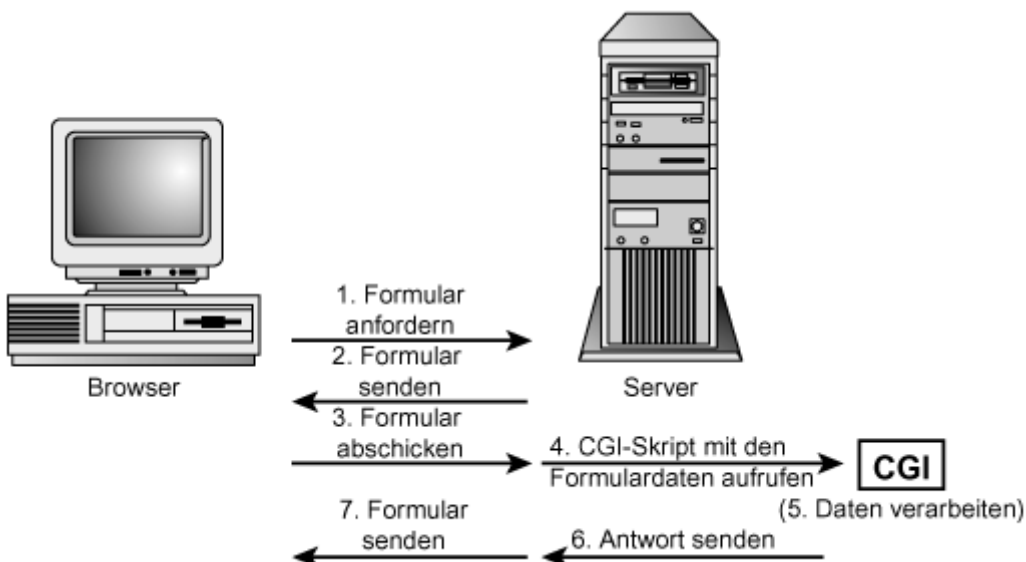 1. Formular
anfordern
2. Formular
senden
Browser
Server
3. Formular
abschicken
4. CGI-Skript mit den
Formulardaten aufrufen
CGI
(5. Daten verarbeiten)
7. Formular
senden
6. Antwort senden